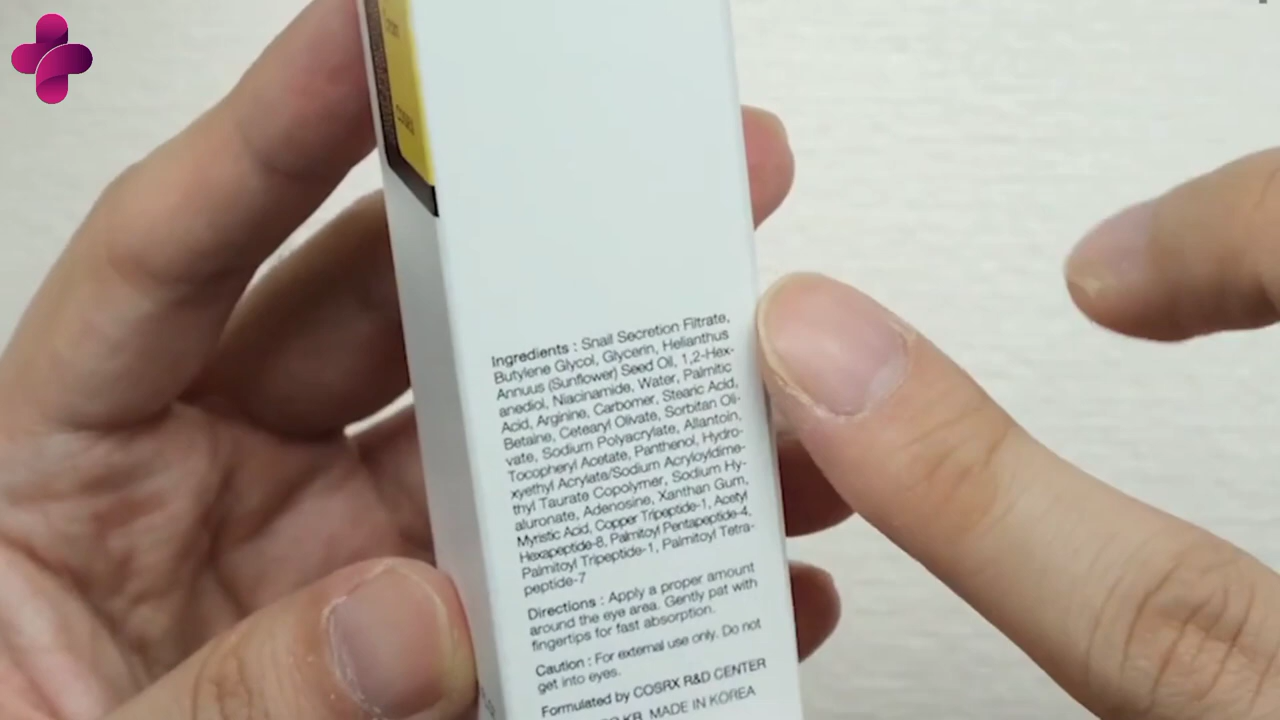 Ingredients : Snail Secretion Filtrate,
Butylene Glycol, Glycerin, Helianthus
Annuus (Sunflower) Seed Oil, 1,2-Hex-
anediol, Niacinamide, Water, Palmitic
Acid, Arginine, Carbomer, Stearic Acid,
Betaine, Cetearyl Olivate, Sorbitan Oli-
vate, Sodium Polyacrylate, Allantoin,
Tocopheryl Acetate, Panthenol, Hydro-
xyethyl Acrylate/Sodium Acryloyldime-
thyl Taurate Copolymer, Sodium Hy-
aluronate, Adenosine, Xanthan Gum,
Myristic Acid, Copper Tripeptide-1, Acetyl
Hexapeptide-8, Palmitoyl Pentapeptide-4,
Palmitoyl Tripeptide-1, Palmitoyl Tetra-
peptide-7
Directions : Apply a proper amount
around the eye area. Gently pat with
fingertips for fast absorption.
Caution : For external use only. Do not
get into eyes.
Formulated by COSRX R&D CENTER
KR. MADE IN KOREA